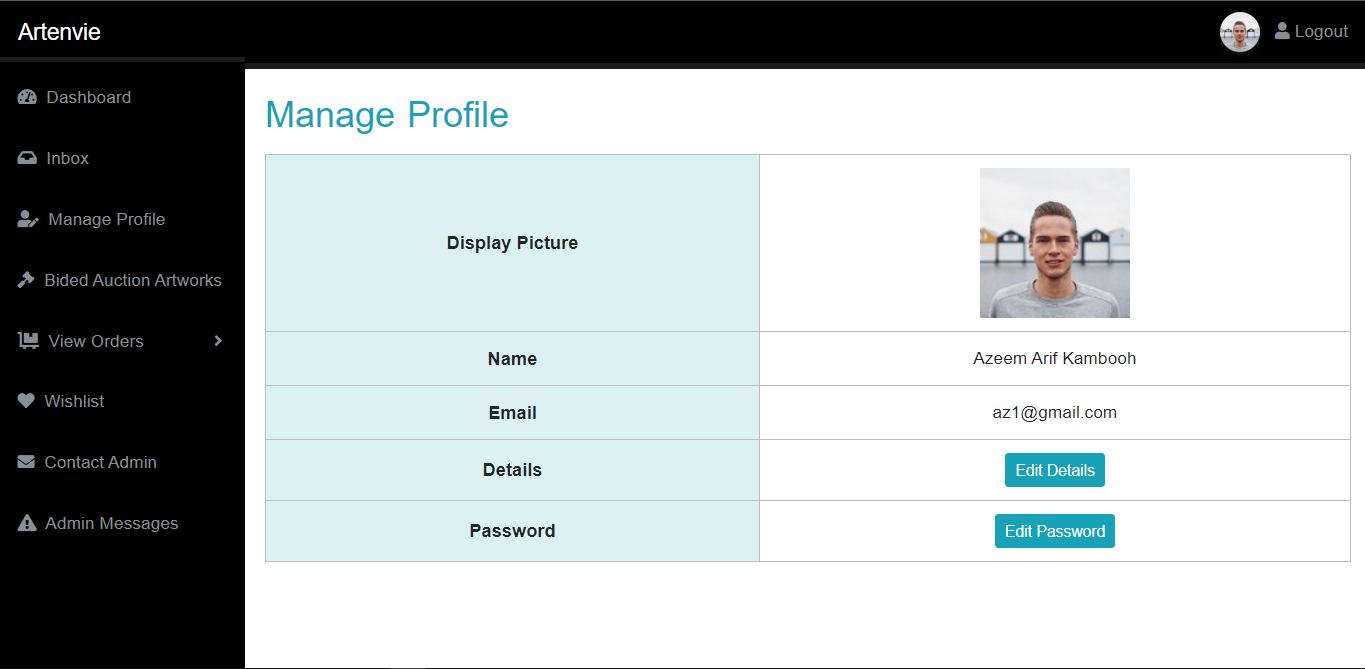 Artenvie
Logout
Dashboard
Inbox
Manage Profile
Bided Auction Artworks
View Orders
Wishlist
Contact Admin
Admin Messages
Manage Profile
Display Picture
Name
Azeem Arif Kambooh
Email
az1@gmail.com
Details
Edit Details
Password
Edit Password